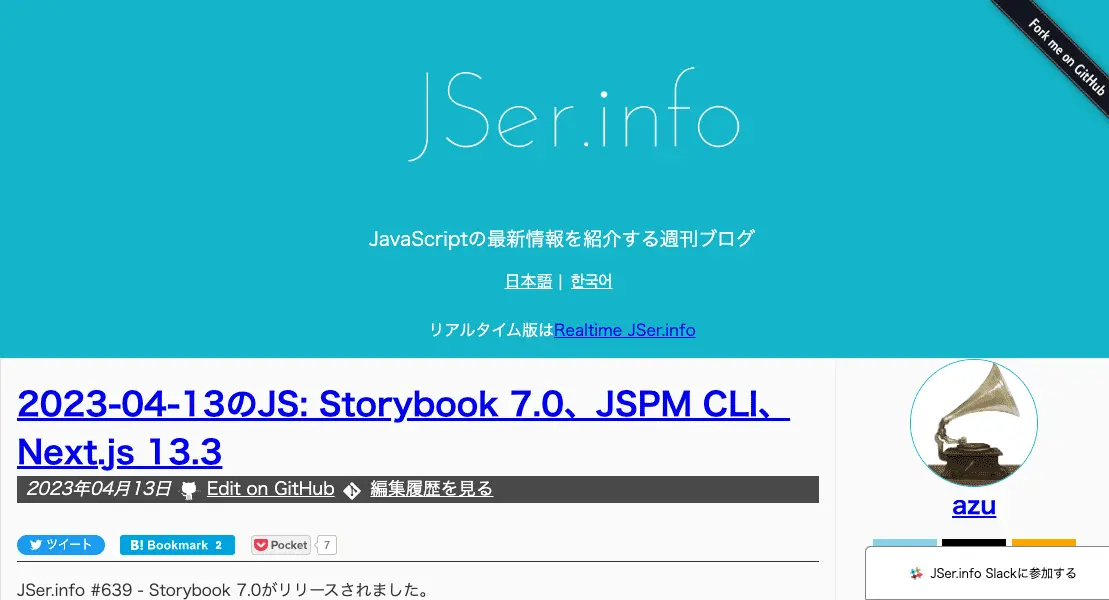 Fork me on GitHub
JSer.info
JavaScriptの最新情報を紹介する週刊ブログ
日本語 | 한국어
リアルタイム版はRealtime JSer.info
2023-04-13のJS: Storybook 7.0、JSPM CLI、
Next.js 13.3
2023年04月13日 Edit on GitHub 編集履歴を見る
ツイート B! Bookmark 2 Pocket 7
JSer.info #639 - Storybook 7.0がリリースされました。
azu
JSer.info Slackに参加する